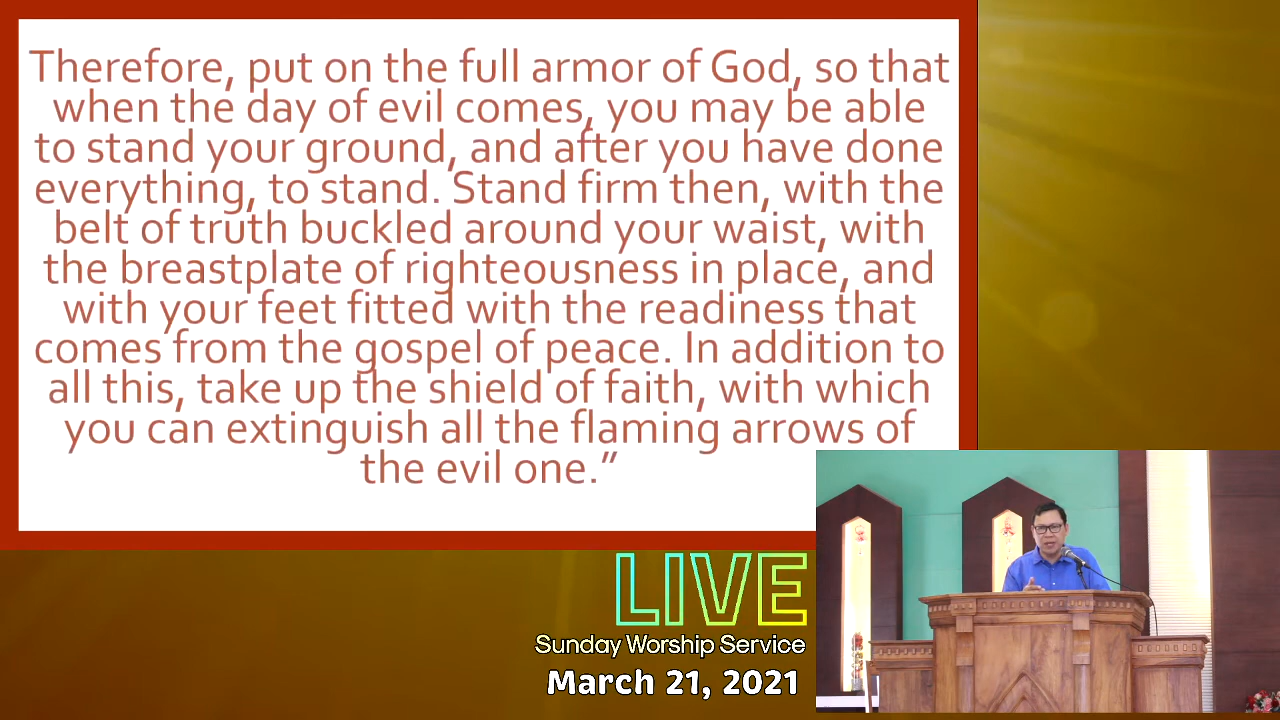 Therefore, put on the full armor of God, so that
when the day of evil comes, you may be able
to stand your ground, and after you have done
everything, to stand. Stand firm then, with the
belt of truth buckled around your waist, with
the breastplate of righteousness in place, and
with your feet fitted with the readiness that
comes from the gospel of peace. In addition to
all this, take up the shield of faith, with which
you can extinguish all the flaming arrows of
the evil one.”
LIVE
Sunday Worship Service
March 21, 2021